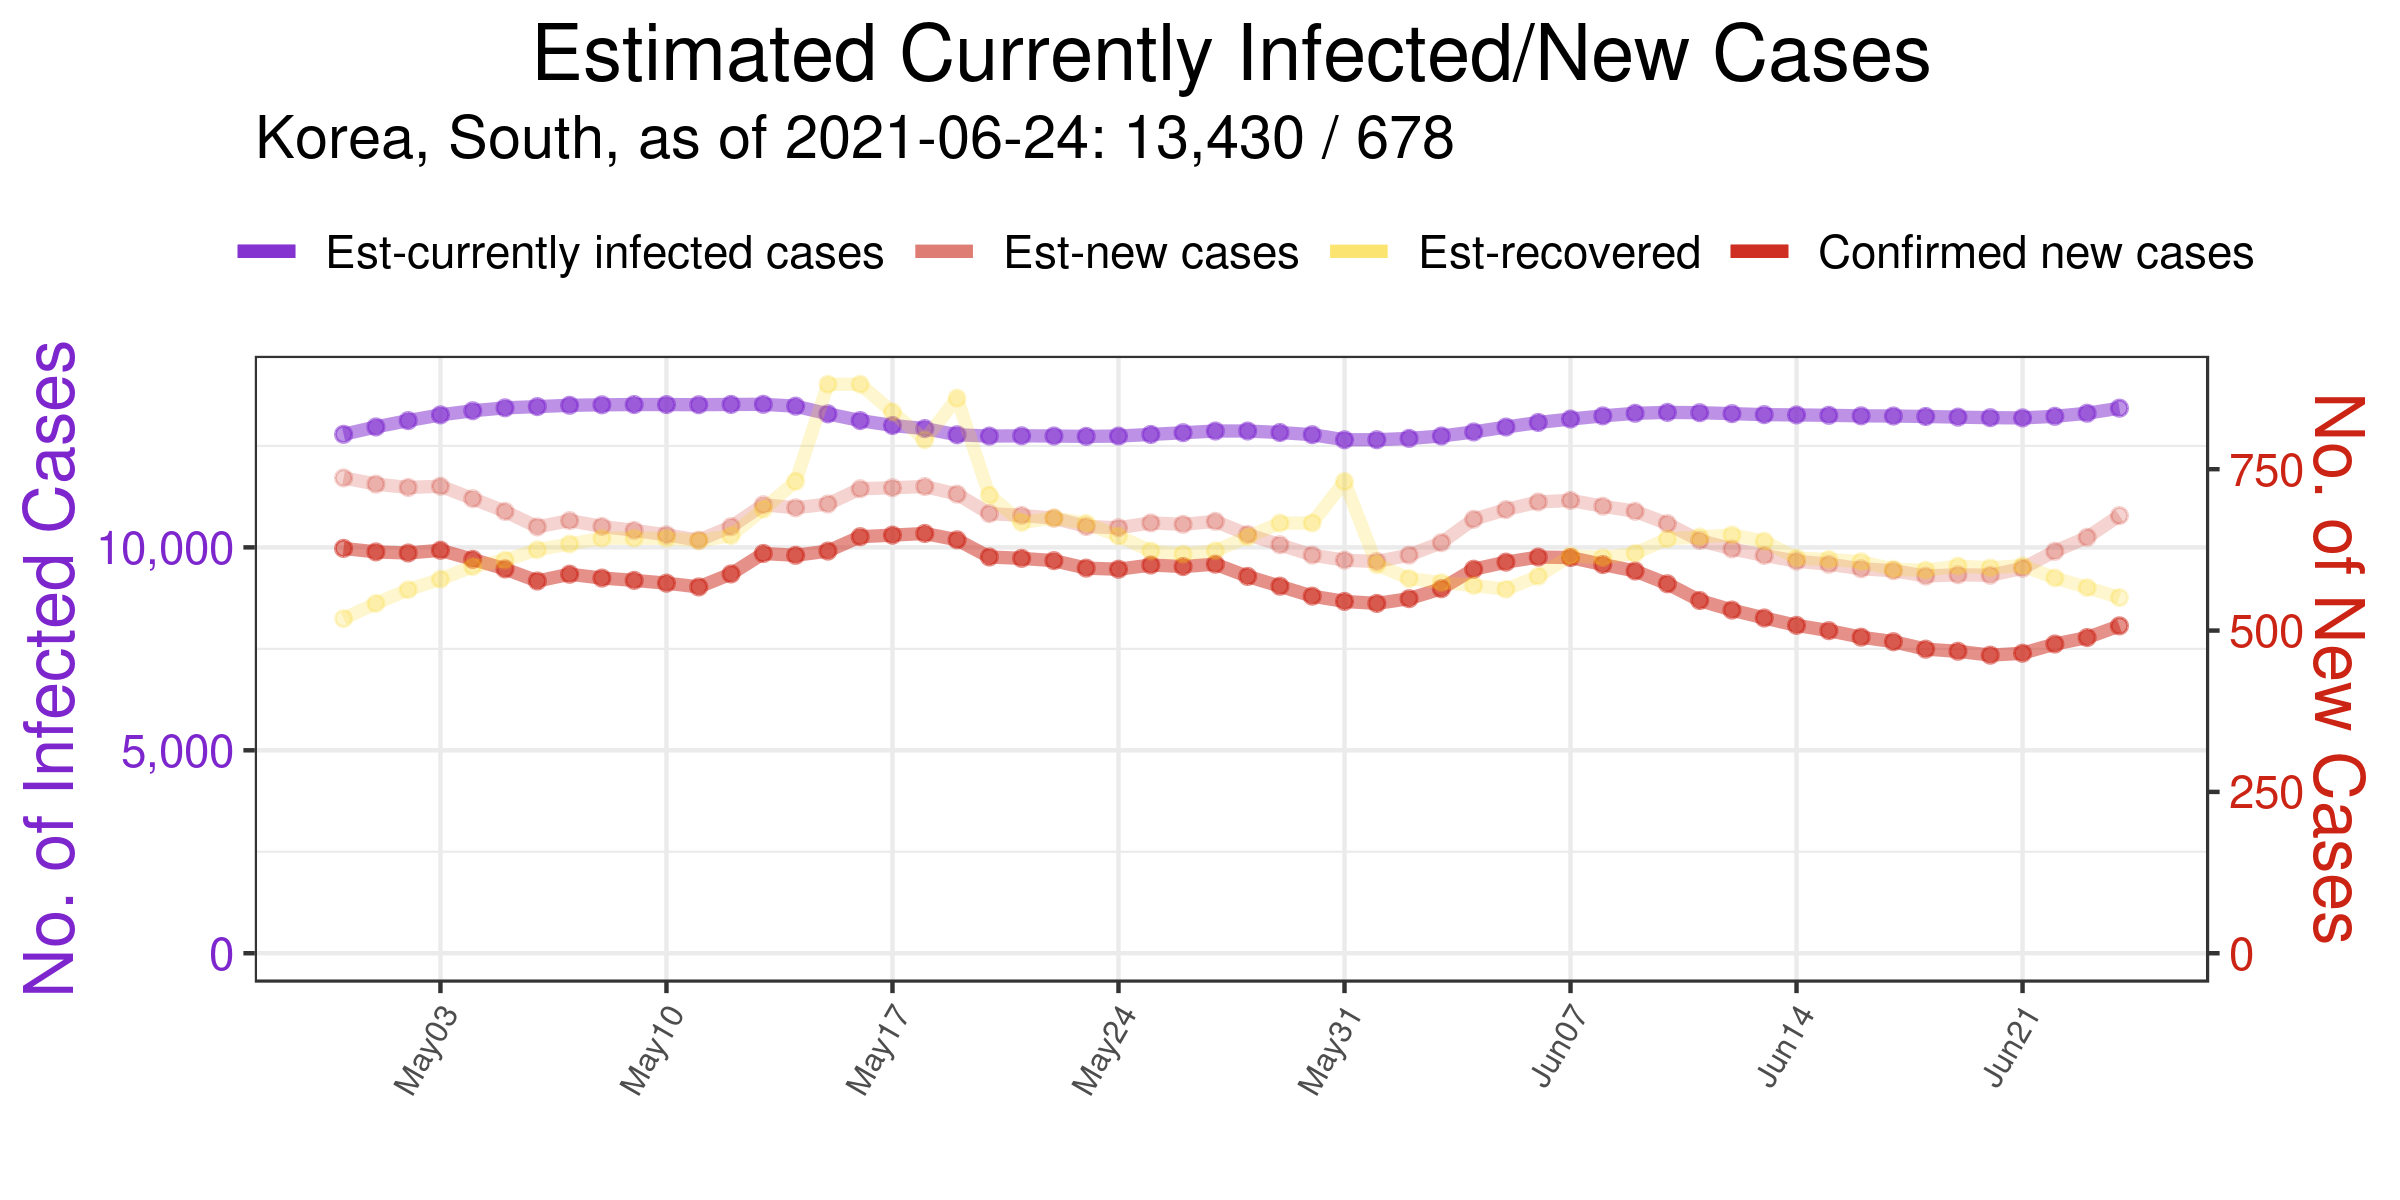 Estimated Currently Infected/New Cases
Korea, South, as of 2021-06-24: 13,430 / 678
Est-currently infected cases Est-new cases Est-recovered Confirmed new cases
No. of Infected Cases
10,000
5,000
0
750
500
250
0
No. of New Cases
May03 May10 May17 May24 May31 Jun07 Jun14 Jun21